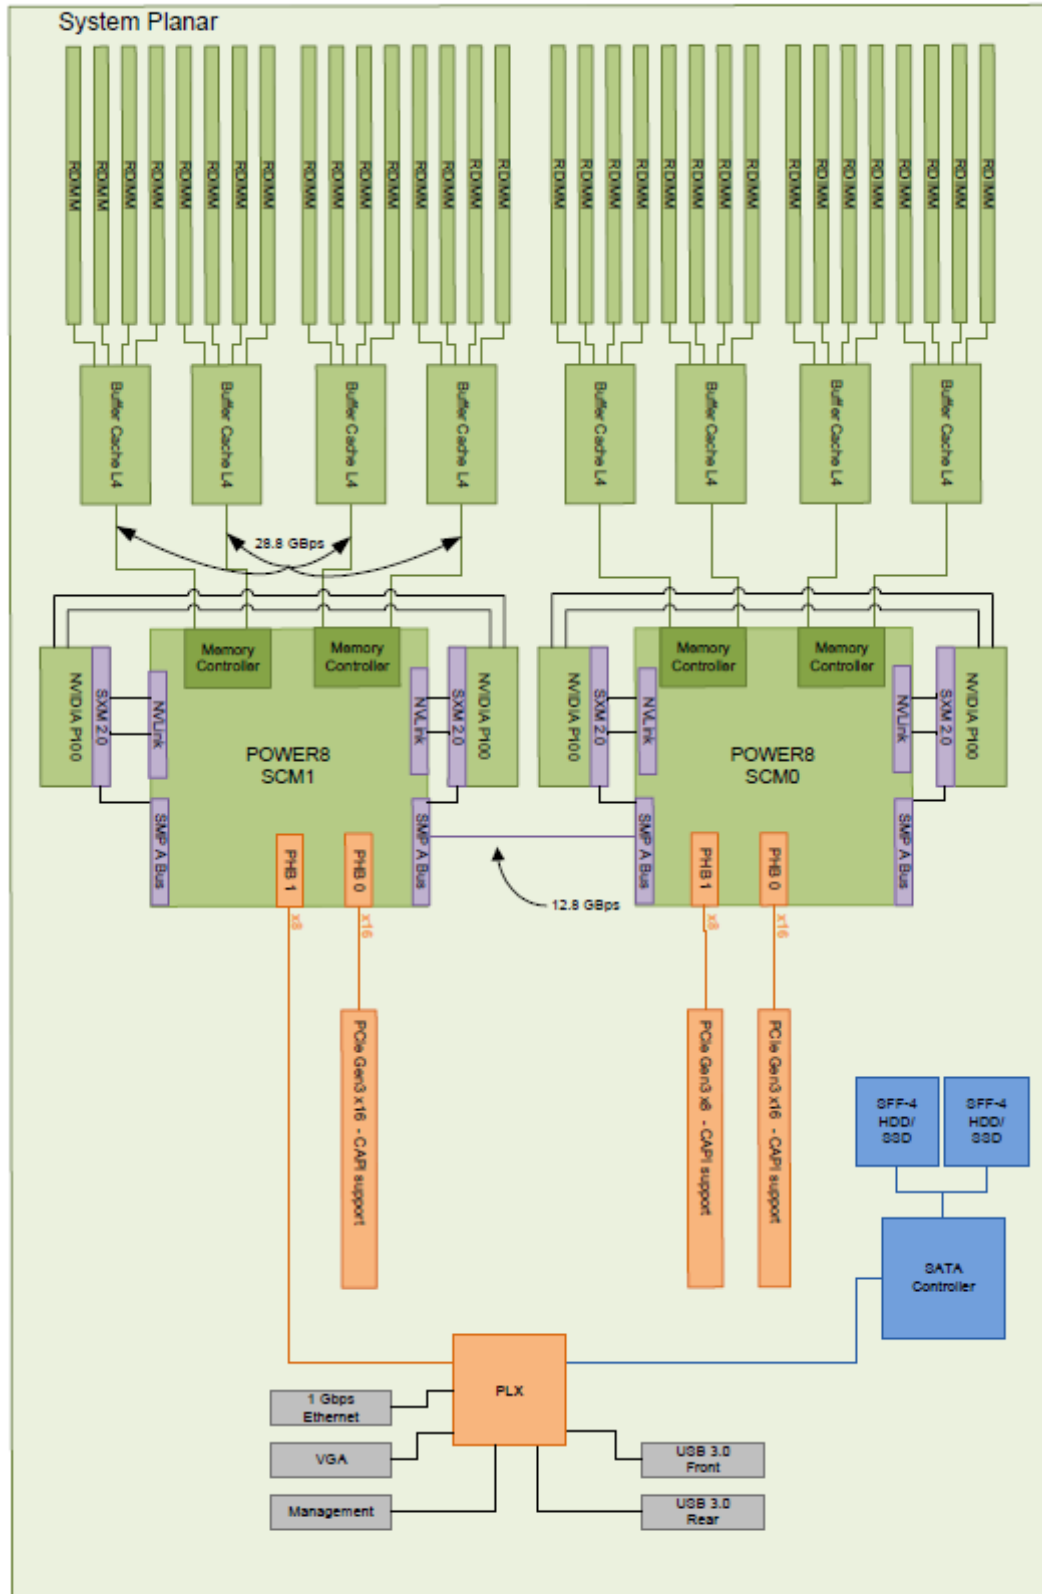 System Planar
RDIMM RDIMM RDIMM RDIMM RDIMM RDIMM RDIMM RDIMM RDIMM RDIMM RDIMM RDIMM RDIMM RDIMM RDIMM RDIMM RDIMM RDIMM RDIMM RDIMM RDIMM RDIMM RDIMM RDIMM RDIMM RDIMM RDIMM RDIMM RDIMM RDIMM RDIMM RDIMM
Buffer Cache L4
Buffer Cache L4
Buffer Cache L4
Buffer Cache L4
Buffer Cache L4
Buffer Cache L4
Buffer Cache L4
Buffer Cache L4
28.8 GBps
Memory
Controller
Memory
Controller
Memory
Controller
Memory
Controller
NVIDIA P100
SXM 2.0
NVLink
NVLink
SXM 2.0
NVIDIA P100
NVIDIA P100
SXM 2.0
NVLink
NVLink
SXM 2.0
NVIDIA P100
POWER8
SCM1
POWER8
SCM0
SMP A Bus
SMP A Bus
SMP A Bus
SMP A Bus
PHB 1
PHB 0
PHB 1
PHB 0
12.8 GBps
x8
x16
x8
x16
PCIe Gen3 x16 - CAPI support
PCIe Gen3 x8 - CAPI support
PCIe Gen3 x16 - CAPI support
SFF-4
HDD/
SSD
SFF-4
HDD/
SSD
SATA
Controller
PLX
1 Gbps
Ethernet
VGA
Management
USB 3.0
Front
USB 3.0
Rear